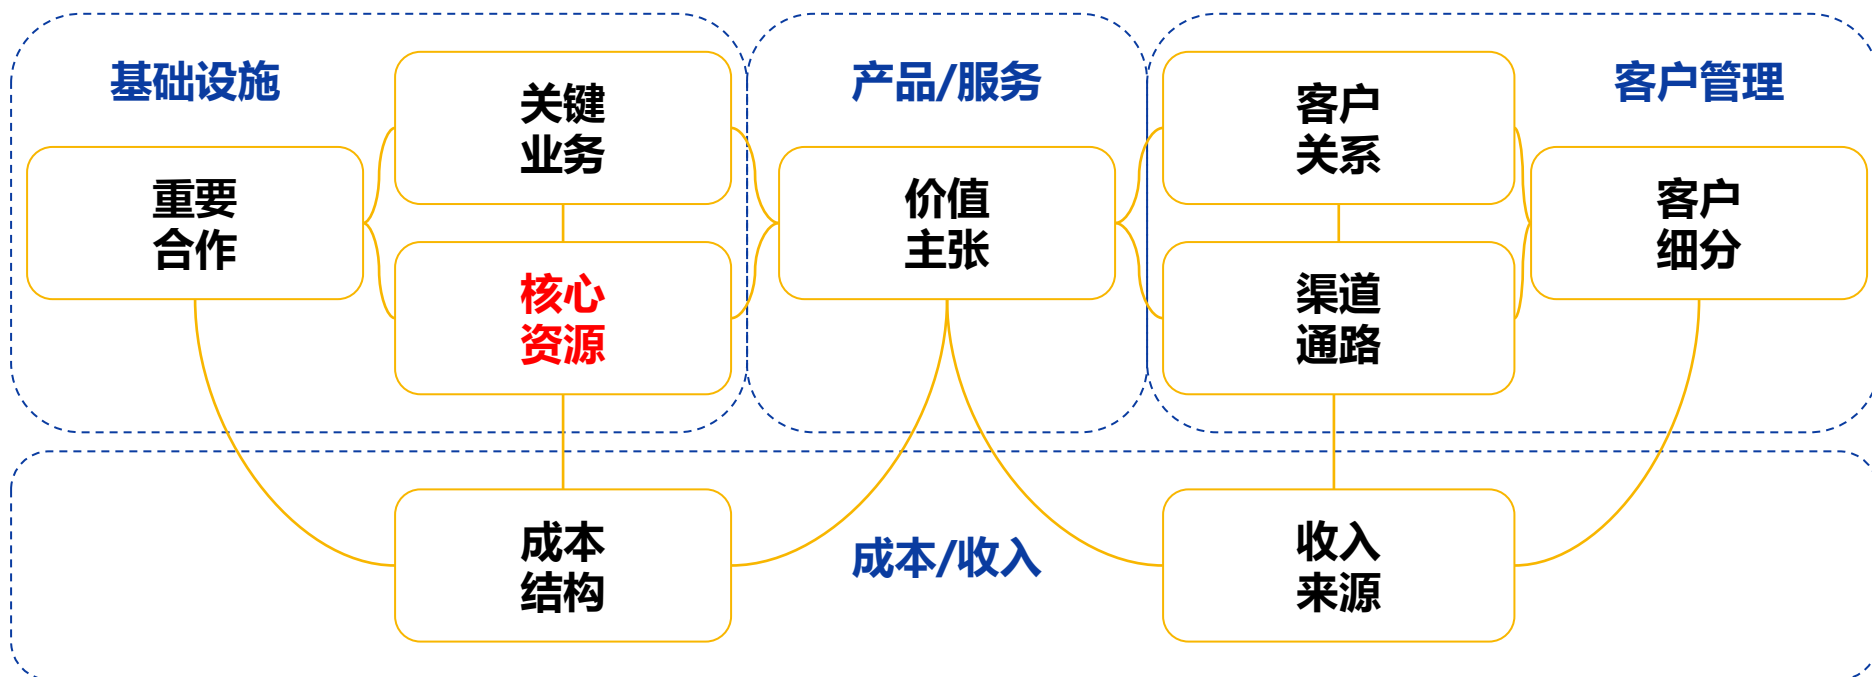 基础设施
关键
业务
产品/服务
客户
关系
客户管理
重要
合作
价值
主张
客户
细分
核心
资源
渠道
通路
成本
结构
成本/收入
收入
来源